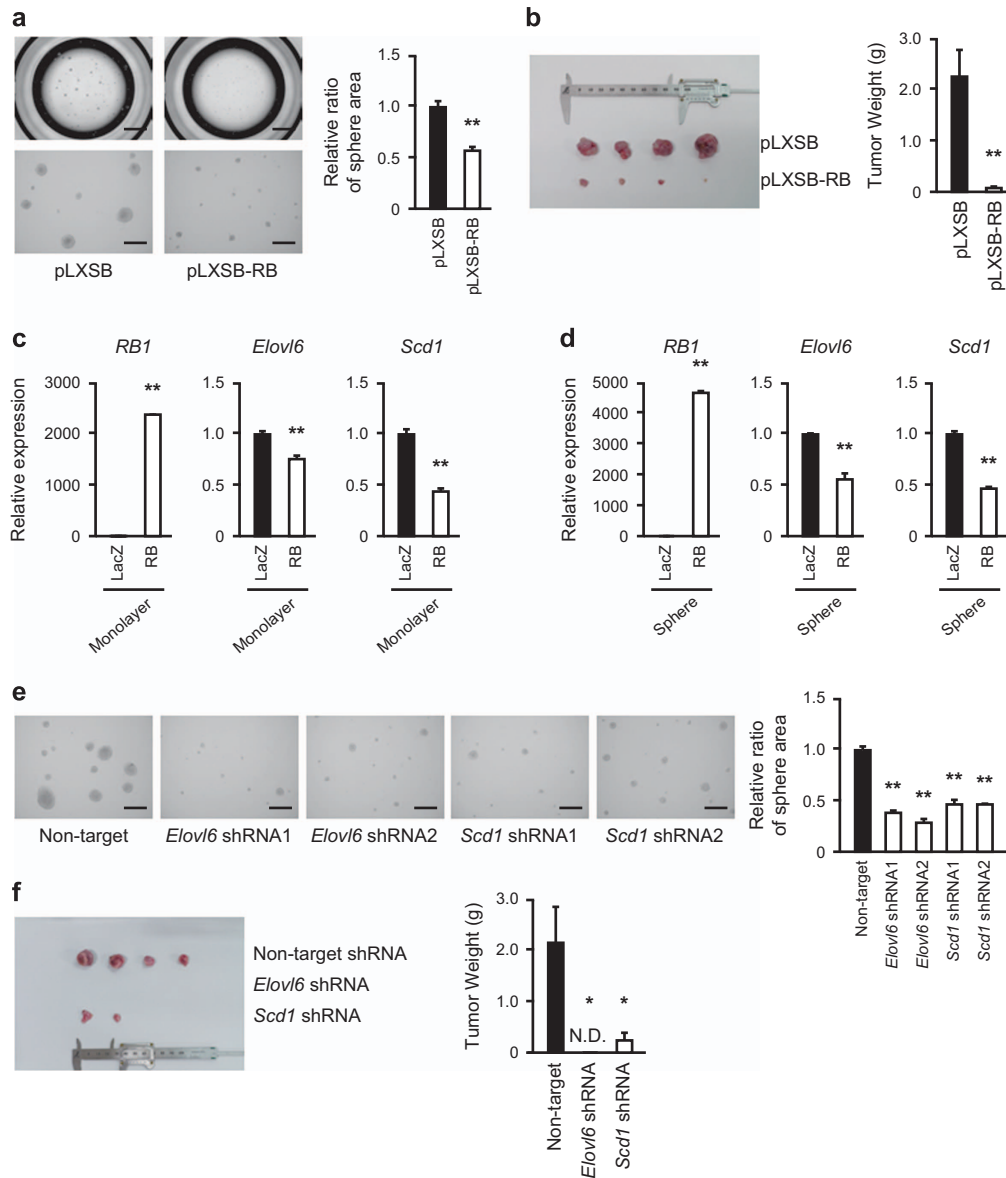 a
pLXSB
pLXSB-RB
Relative ratio
of sphere area
1.5
1.0
0.5
0
**
pLXSB
pLXSB-RB
b
pLXSB
pLXSB-RB
Tumor Weight (g)
3.0
2.0
1.0
0
**
pLXSB
pLXSB-RB
c
RB1
Elovl6
Scd1
Relative expression
3000
2000
1000
0
**
LacZ
RB
Monolayer
1.5
1.0
0.5
0
**
LacZ
RB
Monolayer
1.5
1.0
0.5
0
**
LacZ
RB
Monolayer
d
RB1
Elovl6
Scd1
Relative expression
5000
4000
3000
2000
1000
0
**
LacZ
RB
Sphere
1.5
1.0
0.5
0
**
LacZ
RB
Sphere
1.5
1.0
0.5
0
**
LacZ
RB
Sphere
e
Non-target
Elovl6 shRNA1
Elovl6 shRNA2
Scd1 shRNA1
Scd1 shRNA2
Relative ratio
of sphere area
1.5
1.0
0.5
0
** ** ** **
Non-target
Elovl6 shRNA1
Elovl6 shRNA2
Scd1 shRNA1
Scd1 shRNA2
f
Non-target shRNA
Elovl6 shRNA
Scd1 shRNA
Tumor Weight (g)
3.0
2.0
1.0
0
* *
N.D.
Non-target
Elovl6 shRNA
Scd1 shRNA